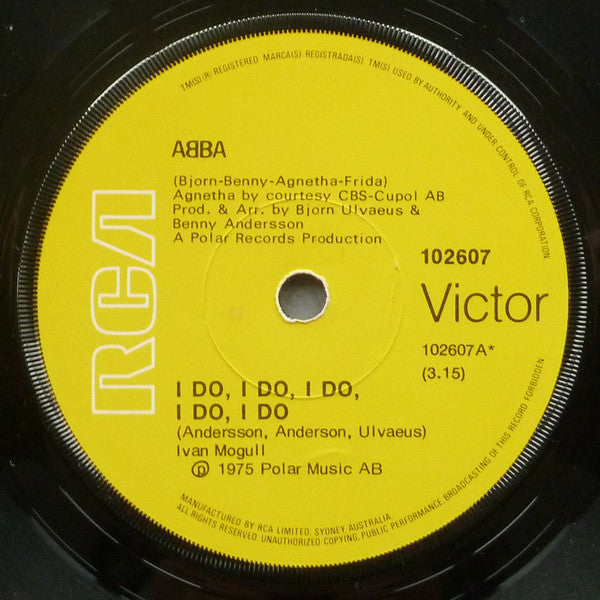 TM(S) ® REGISTERED MARCA(S) REGISTRADA(S) TM(S) USED BY AUTHORITY AND UNDER CONTROL OF RCA CORPORATION
RCA
AᗺBA
(Bjorn-Benny-Agnetha-Frida)
Agnetha by courtesy CBS-Cupol AB
Prod. & Arr. by Bjorn Ulvaeus &
Benny Andersson
A Polar Records Production
102607
Victor
102607A*
(3.15)
I DO, I DO, I DO,
I DO, I DO
(Andersson, Anderson, Ulvaeus)
Ivan Mogull
℗ 1975 Polar Music AB
MANUFACTURED BY RCA LIMITED, SYDNEY, AUSTRALIA.
ALL RIGHTS RESERVED. UNAUTHORIZED COPYING, PUBLIC PERFORMANCE, BROADCASTING OF THIS RECORD FORBIDDEN